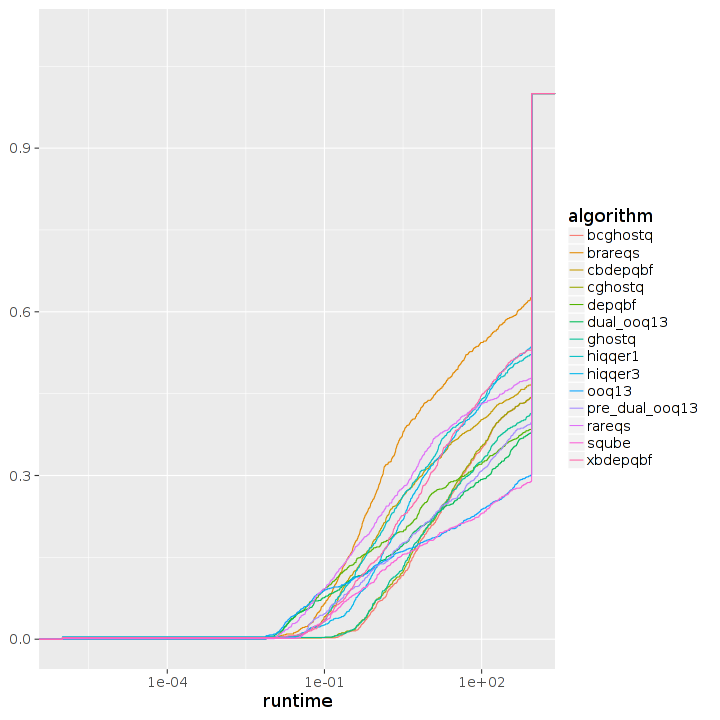 0.9
0.6
0.3
0.0
1e-04
1e-01
1e+02
runtime
algorithm
bcghostq
brareqs
cbdepqbf
cghostq
depqbf
dual_ooq13
ghostq
hiqqer1
hiqqer3
ooq13
pre_dual_ooq13
rareqs
sqube
xbdepqbf